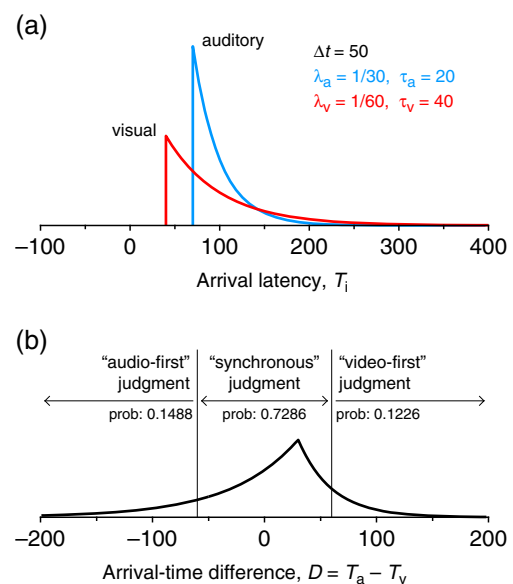 (a)
auditory
Δt = 50
λa = 1/30, τa = 20
λv = 1/60, τv = 40
visual
–100 0 100 200 300 400
Arrival latency, Ti
(b)
“audio-first” “synchronous” “video-first”
judgment judgment judgment
prob: 0.1488 prob: 0.7286 prob: 0.1226
–200 –100 0 100 200
Arrival-time difference, D = Ta – Tv